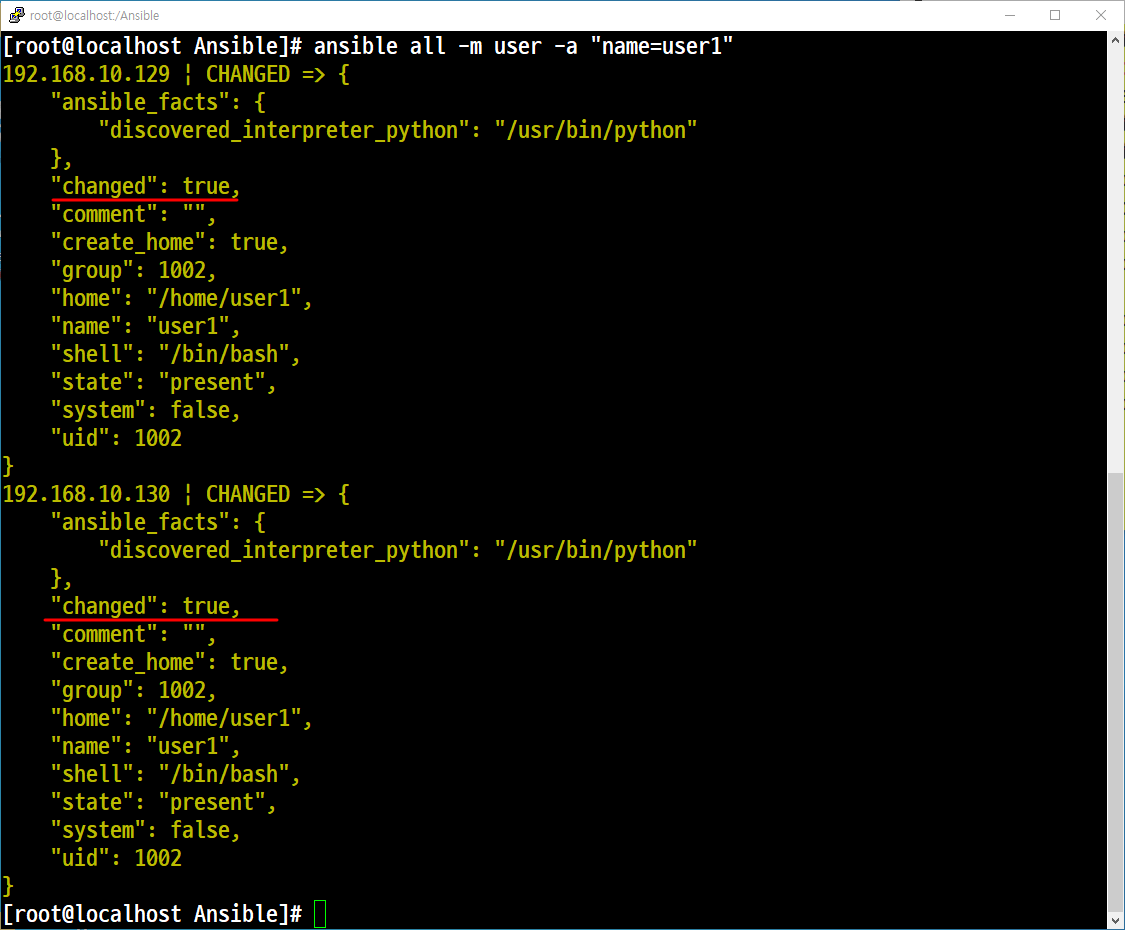 root@localhost:/Ansible
[root@localhost Ansible]# ansible all -m user -a "name=user1"
192.168.10.129 | CHANGED => {
    "ansible_facts": {
        "discovered_interpreter_python": "/usr/bin/python"
    },
    "changed": true,
    "comment": "",
    "create_home": true,
    "group": 1002,
    "home": "/home/user1",
    "name": "user1",
    "shell": "/bin/bash",
    "state": "present",
    "system": false,
    "uid": 1002
}
192.168.10.130 | CHANGED => {
    "ansible_facts": {
        "discovered_interpreter_python": "/usr/bin/python"
    },
    "changed": true,
    "comment": "",
    "create_home": true,
    "group": 1002,
    "home": "/home/user1",
    "name": "user1",
    "shell": "/bin/bash",
    "state": "present",
    "system": false,
    "uid": 1002
}
[root@localhost Ansible]#